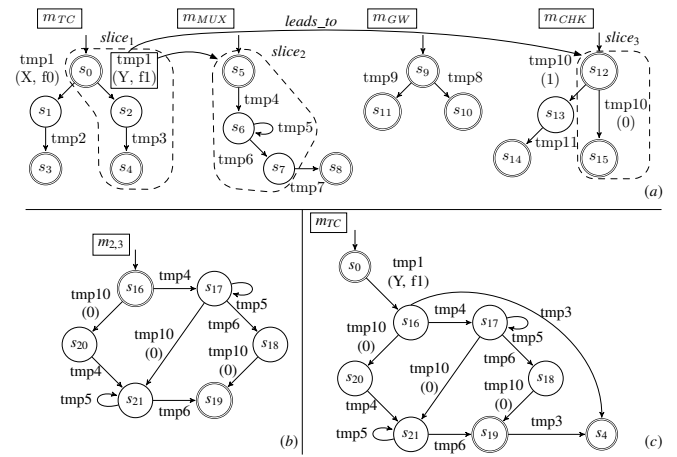 m_TC m_MUX m_GW m_CHK
leads_to
slice_1 slice_2 slice_3
tmp1 (X, f0)
s_0
tmp1 (Y, f1)
s_5
s_9
tmp10 (1)
s_12
s_1
s_2
tmp4
tmp9
tmp8
s_13
tmp10 (0)
tmp2
tmp3
s_6
tmp5
s_11
s_10
tmp11
s_3
s_4
tmp6
s_7
tmp7
s_8
s_14
s_15
(a)
m_2,3
s_16
tmp4
s_17
tmp5
tmp10 (0)
tmp6
s_20
tmp10 (0)
s_18
tmp4
tmp10 (0)
tmp5
s_21
tmp6
s_19
(b)
m_TC
s_0
tmp1 (Y, f1)
s_16
tmp4
s_17
tmp5
tmp3
tmp10 (0)
tmp6
s_20
tmp10 (0)
s_18
tmp4
tmp10 (0)
tmp5
s_21
tmp6
s_19
tmp3
s_4
(c)